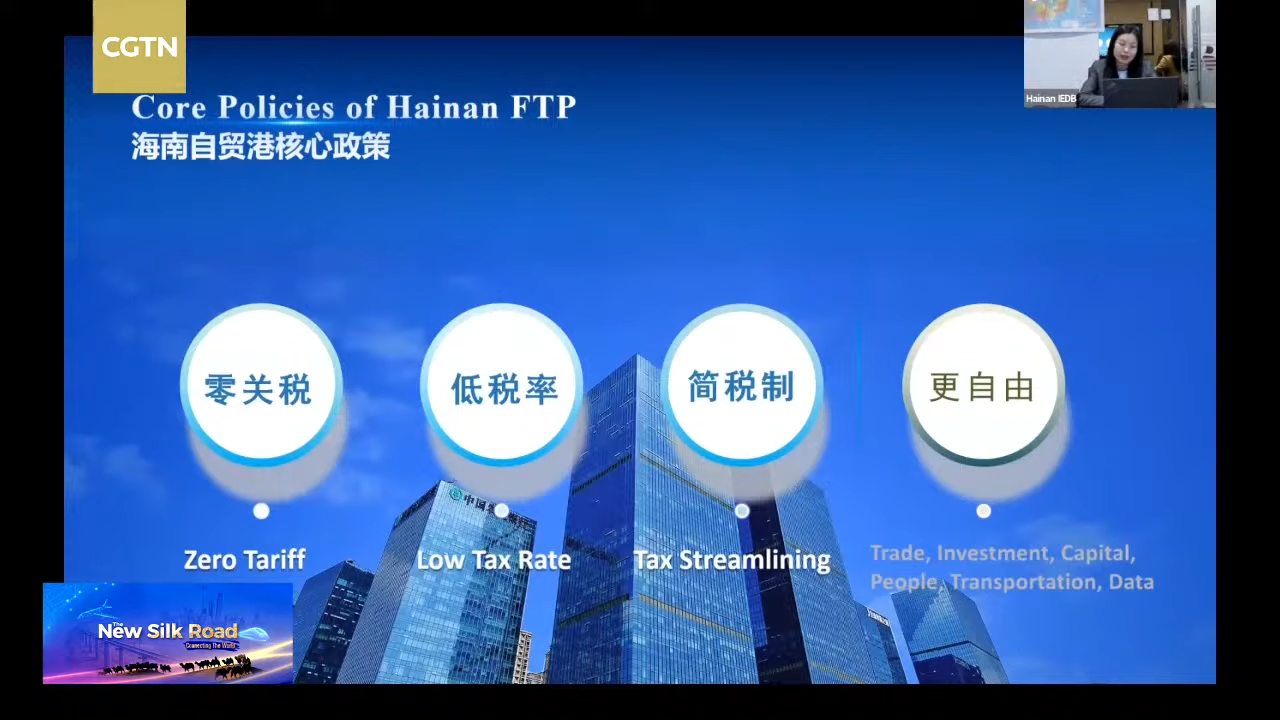 CGTN
Hainan IEDB
Core Policies of Hainan FTP
海南自贸港核心政策
零关税
低税率
简税制
更自由
中国
Zero Tariff
Low Tax Rate
Tax Streamlining
Trade, Investment, Capital,
People, Transportation, Data
The
New Silk Road
Connecting The World